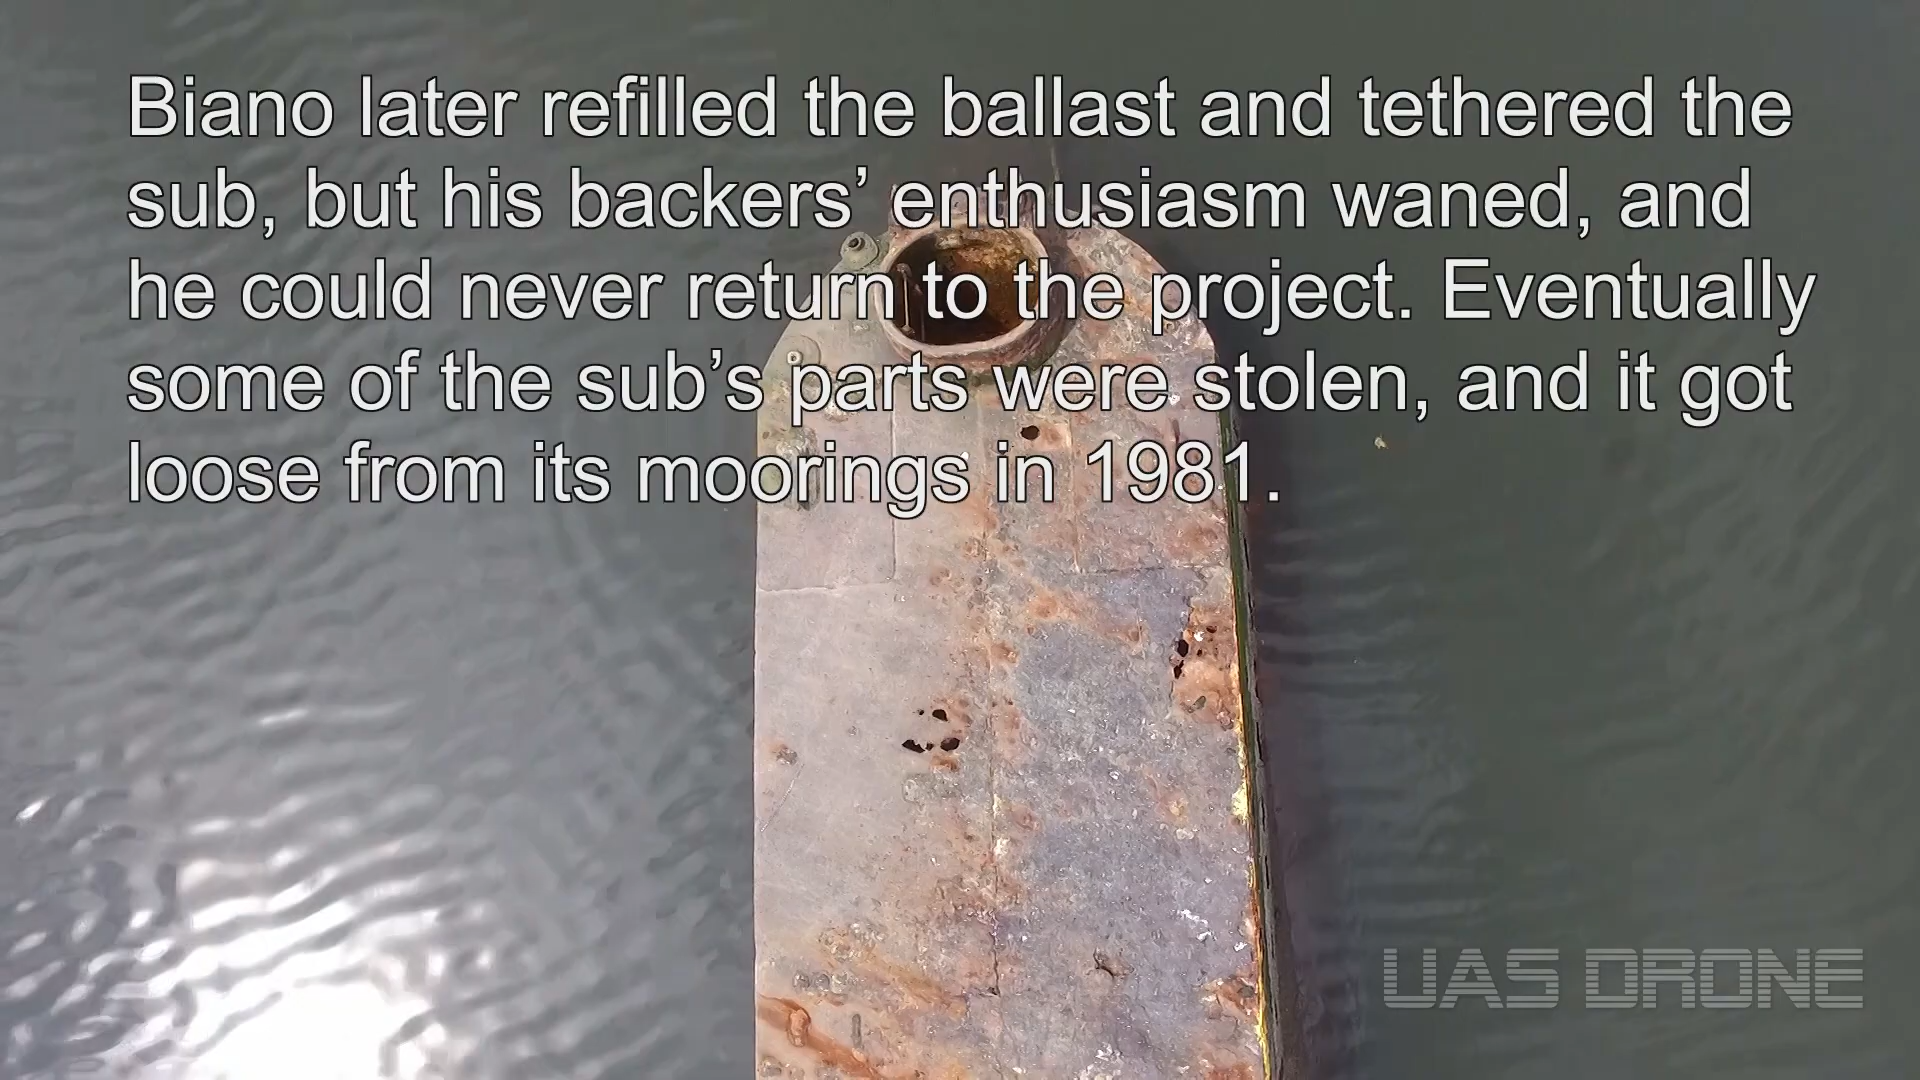 Biano later refilled the ballast and tethered the
sub, but his backers’ enthusiasm waned, and
he could never return to the project. Eventually
some of the sub’s parts were stolen, and it got
loose from its moorings in 1981.
UAS DRONE